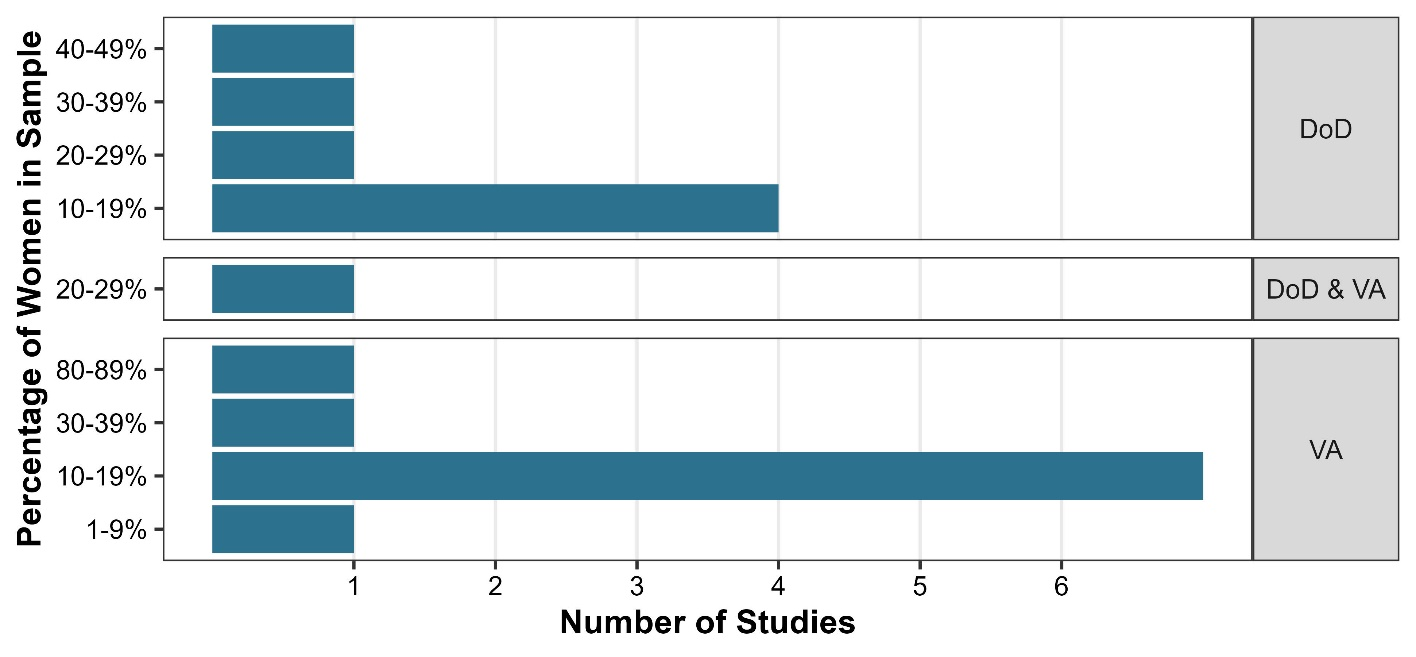 Percentage of Women in Sample
40-49%
30-39%
20-29%
10-19%
DoD
20-29%
DoD & VA
80-89%
30-39%
10-19%
1-9%
VA
1 2 3 4 5 6
Number of Studies